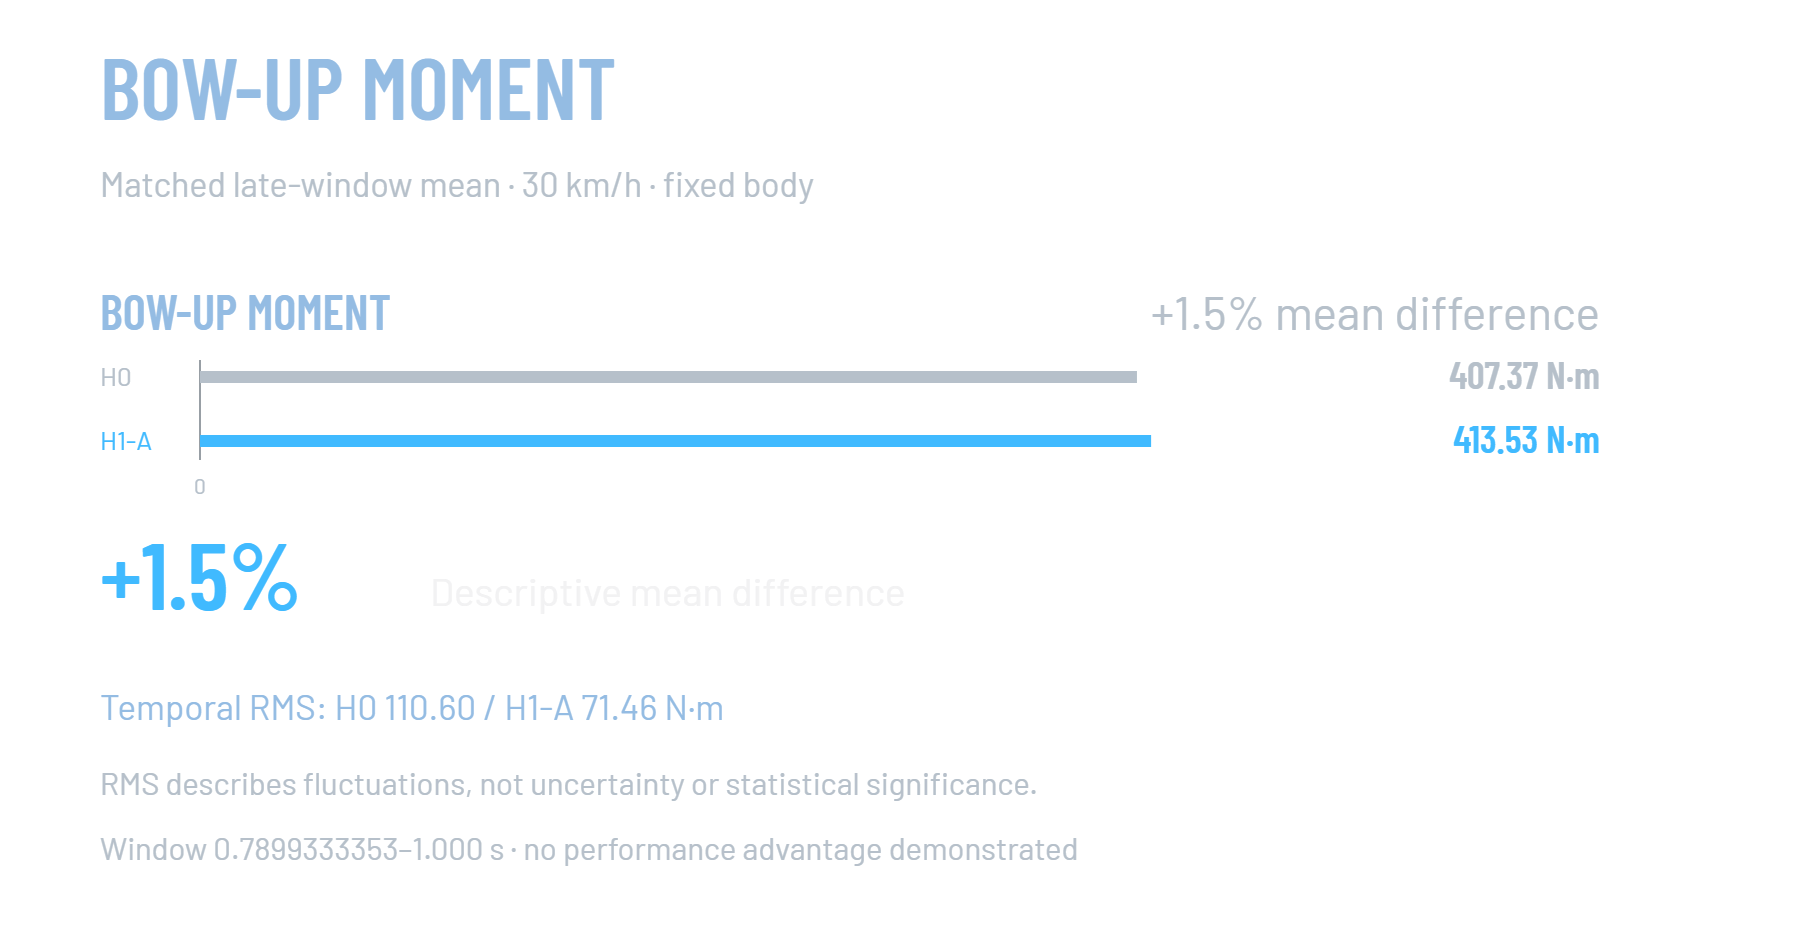 BOW-UP MOMENT
Matched late-window mean · 30 km/h · fixed body
BOW-UP MOMENT +1.5% mean difference
H0 407.37 N·m
H1-A 413.53 N·m
0
+1.5% Descriptive mean difference
Temporal RMS: H0 110.60 / H1-A 71.46 N·m
RMS describes fluctuations, not uncertainty or statistical significance.
Window 0.7899333353–1.000 s · no performance advantage demonstrated